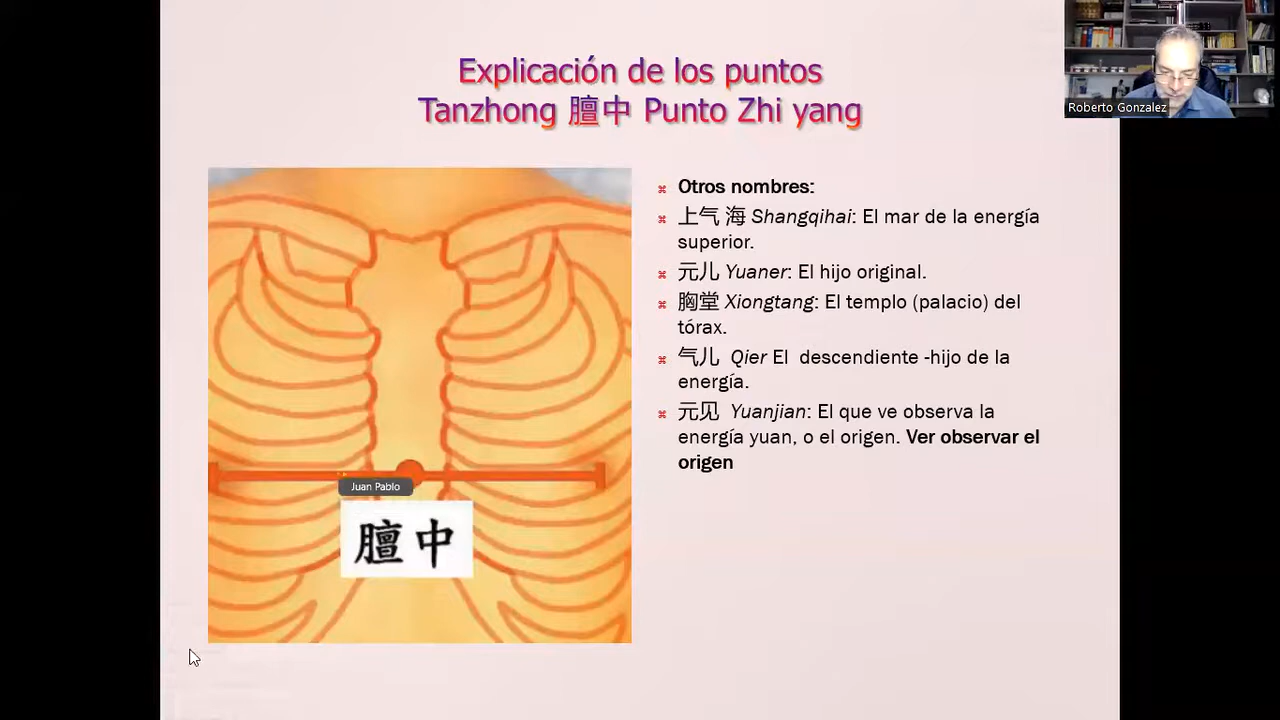 Explicación de los puntos
Tanzhong 膻中 Punto Zhi yang
Roberto Gonzalez
Otros nombres:
上气 海 Shangqihai: El mar de la energía
superior.
元儿 Yuaner: El hijo original.
胸堂 Xiongtang: El templo (palacio) del
tórax.
气儿 Qier El descendiente -hijo de la
energía.
元见 Yuanjian: El que ve observa la
energía yuan, o el origen. Ver observar el
origen
Juan Pablo
膻中